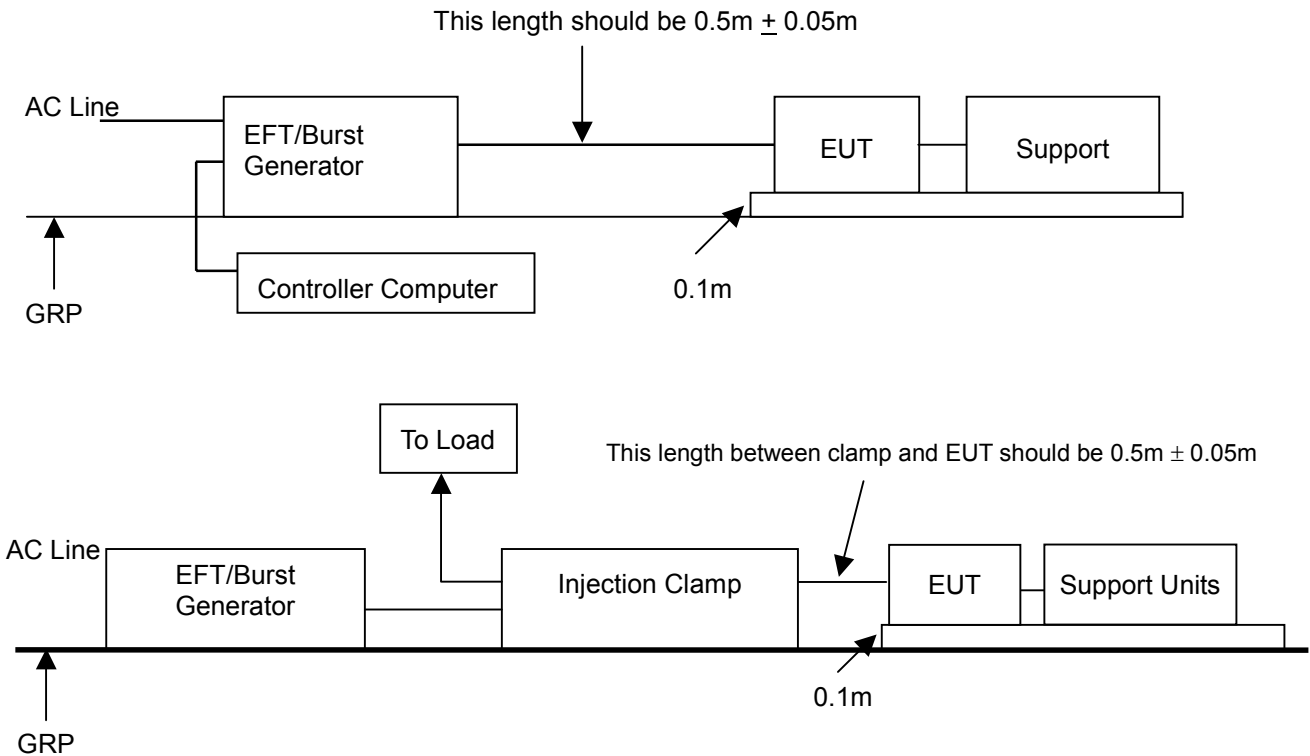 This length should be 0.5m ± 0.05m
AC Line
EFT/Burst
Generator
EUT
Support
Controller Computer
0.1m
GRP
To Load
This length between clamp and EUT should be 0.5m ± 0.05m
AC Line
EFT/Burst
Generator
Injection Clamp
EUT
Support Units
0.1m
GRP